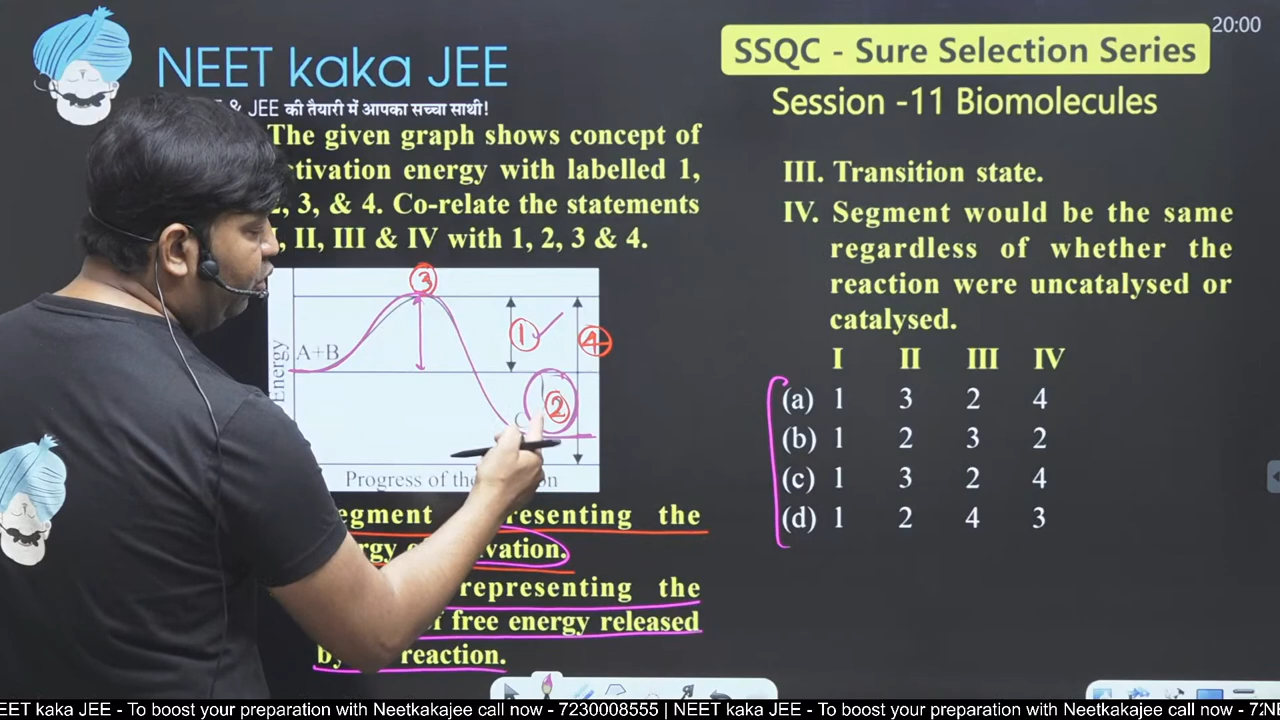 20:00
NEET kaka JEE
& JEE की तैयारी में आपका सच्चा साथी!
SSQC - Sure Selection Series
Session -11 Biomolecules
The given graph shows concept of
tivation energy with labelled 1,
2, 3, & 4. Co-relate the statements
, II, III & IV with 1, 2, 3 & 4.
3
1
4
A+B
Energy
2
C
Progress of the on
egment resenting the
rgy of vation.
representing the
f free energy released
by reaction.
III. Transition state.
IV. Segment would be the same
regardless of whether the
reaction were uncatalysed or
catalysed.
I II III IV
(a) 1 3 2 4
(b) 1 2 3 2
(c) 1 3 2 4
(d) 1 2 4 3
EET kaka JEE - To boost your preparation with Neetkakajee call now - 7230008555 | NEET kaka JEE - To boost your preparation with Neetkakajee call now - 72